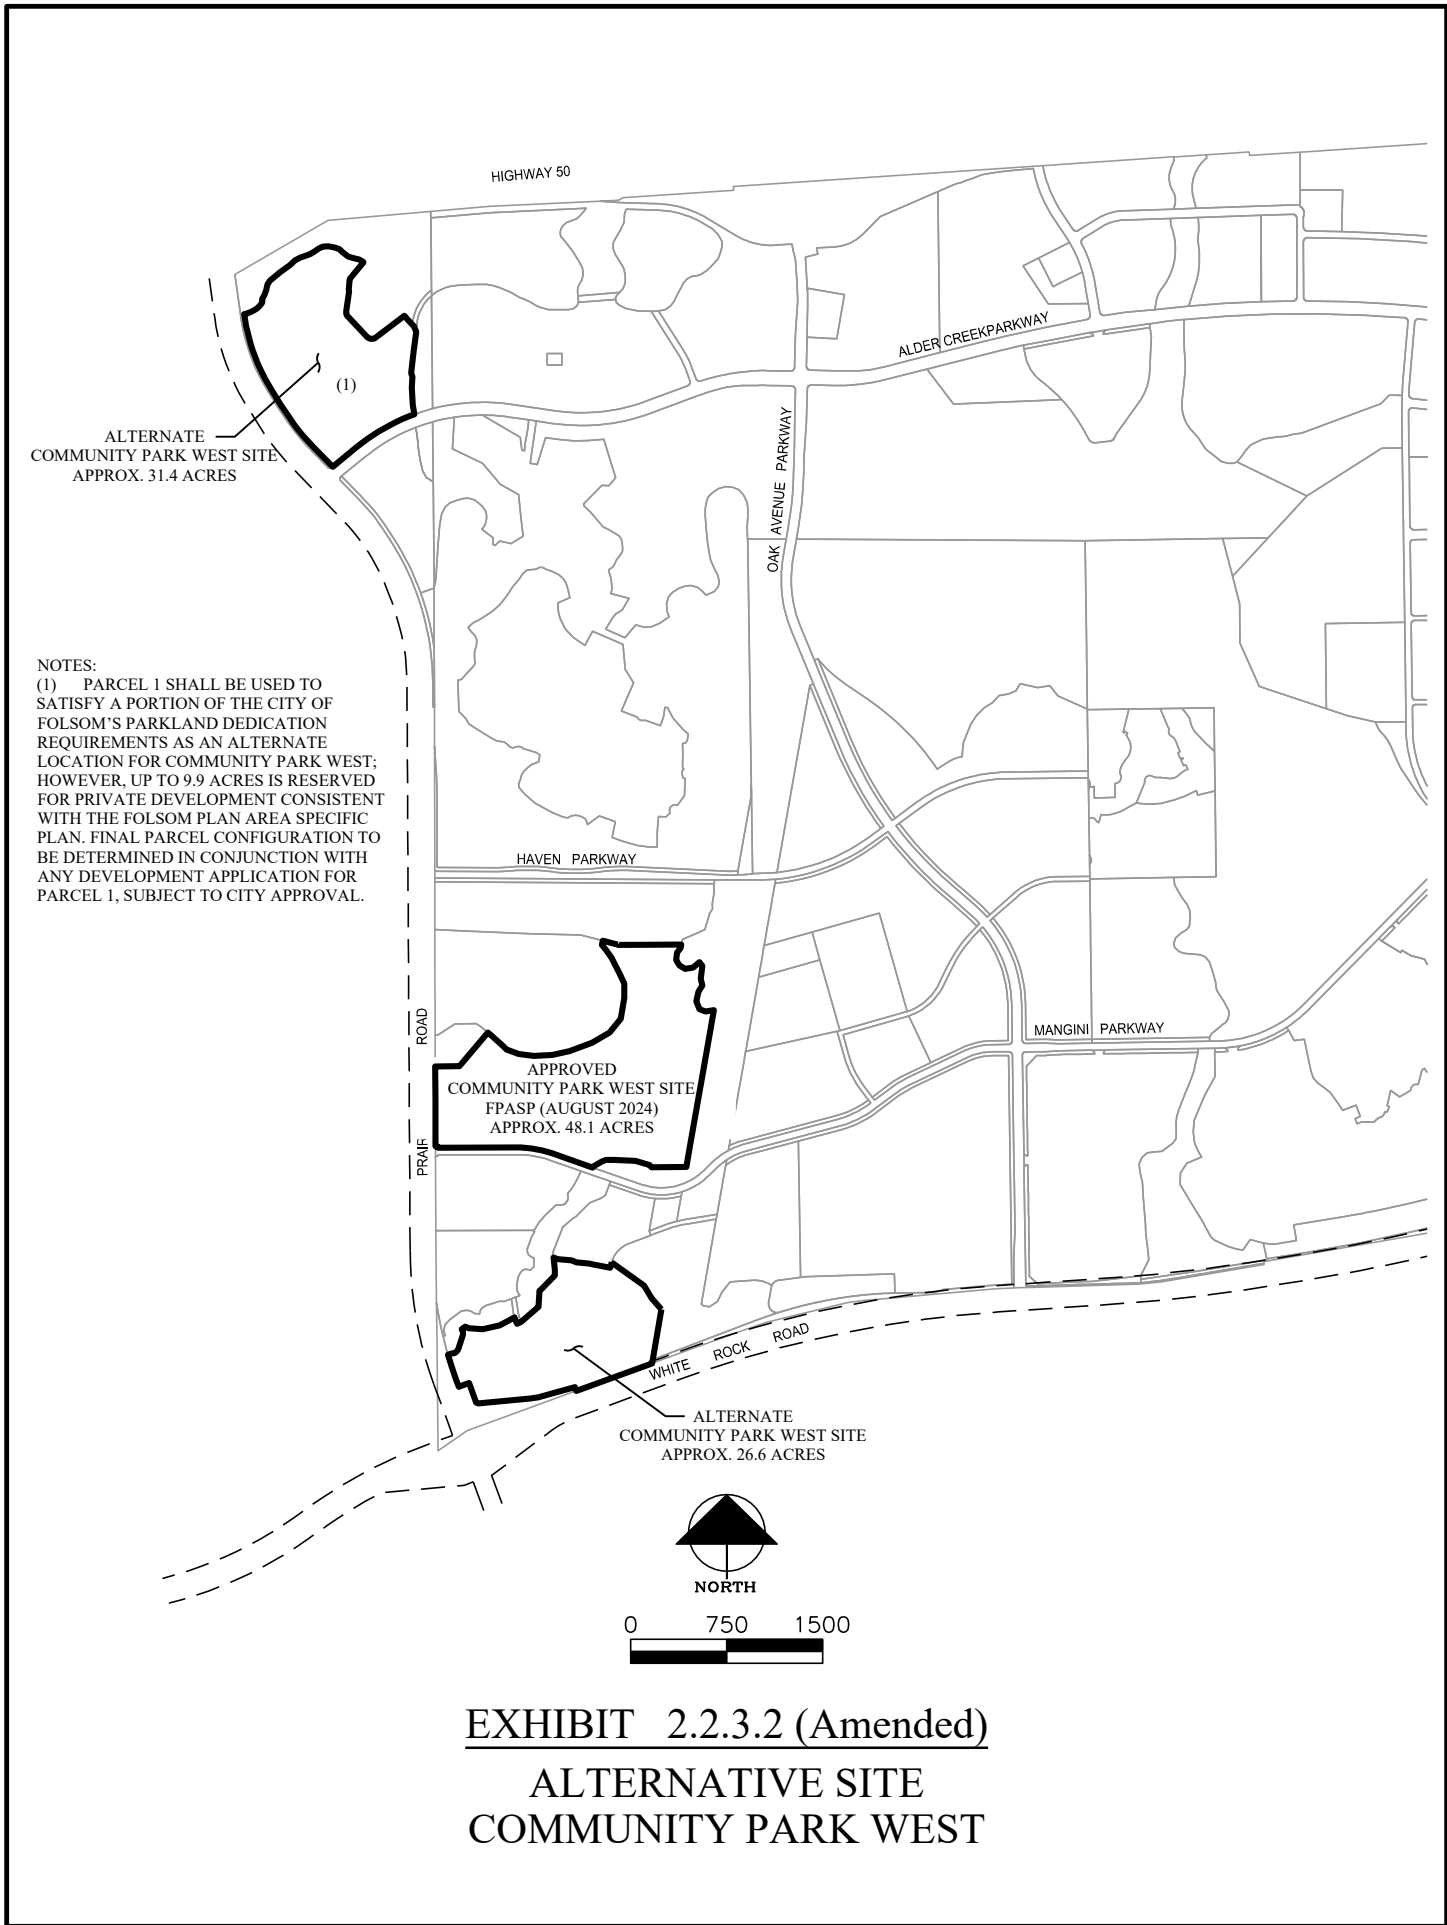 HIGHWAY 50
ALDER CREEKPARKWAY
(1)
OAK AVENUE PARKWAY
ALTERNATE
COMMUNITY PARK WEST SITE
APPROX. 31.4 ACRES
NOTES:
(1) PARCEL 1 SHALL BE USED TO
SATISFY A PORTION OF THE CITY OF
FOLSOM'S PARKLAND DEDICATION
REQUIREMENTS AS AN ALTERNATE
LOCATION FOR COMMUNITY PARK WEST;
HOWEVER, UP TO 9.9 ACRES IS RESERVED
FOR PRIVATE DEVELOPMENT CONSISTENT
WITH THE FOLSOM PLAN AREA SPECIFIC
PLAN. FINAL PARCEL CONFIGURATION TO
BE DETERMINED IN CONJUNCTION WITH
ANY DEVELOPMENT APPLICATION FOR
PARCEL 1, SUBJECT TO CITY APPROVAL.
HAVEN PARKWAY
PRAIR ROAD
MANGINI PARKWAY
APPROVED
COMMUNITY PARK WEST SITE
FPASP (AUGUST 2024)
APPROX. 48.1 ACRES
WHITE ROCK ROAD
ALTERNATE
COMMUNITY PARK WEST SITE
APPROX. 26.6 ACRES
NORTH
0 750 1500
EXHIBIT 2.2.3.2 (Amended)
ALTERNATIVE SITE
COMMUNITY PARK WEST